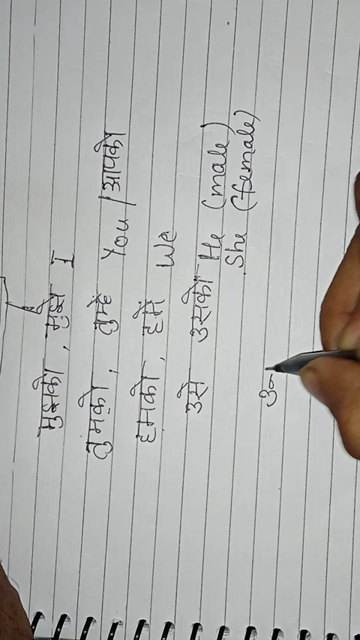 मुझको, मुझे I
तुमको, तुम्हे You / आपको
हमको, हमें We
उसे उसको He (male)
She (female)